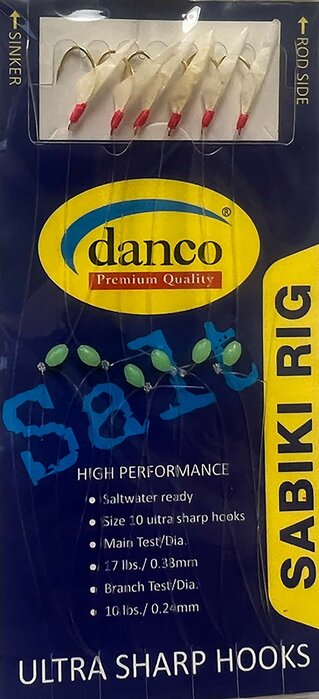 SINKER
ROD SIDE
danco®
Premium Quality
Salt
SABIKI RIG
HIGH PERFORMANCE
• Saltwater ready
• Size 10 ultra sharp hooks
• Main Test/Dia.
• 17 lbs./ 0.33mm
• Branch Test/Dia.
• 10 lbs./ 0.24mm
ULTRA SHARP HOOKS